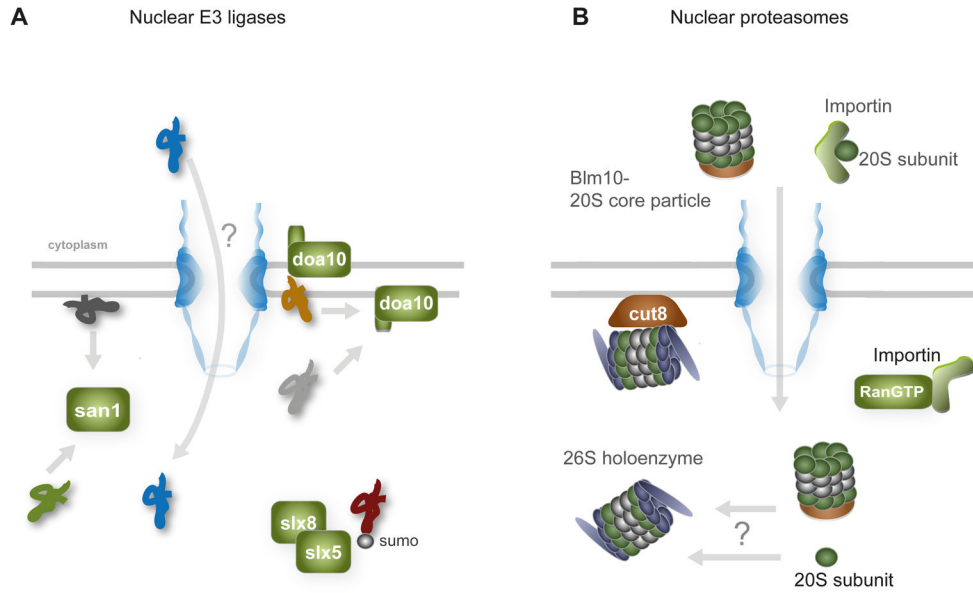 A
Nuclear E3 ligases
?
cytoplasm
doa10
doa10
san1
slx8
slx5
sumo
B
Nuclear proteasomes
Importin
20S subunit
Blm10-
20S core particle
cut8
Importin
RanGTP
26S holoenzyme
?
20S subunit